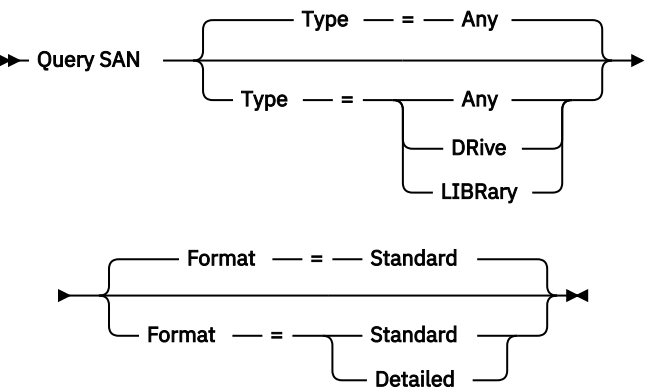 Type = Any
Query SAN
Type = Any
DRive
LIBRary
Format = Standard
Format = Standard
Detailed